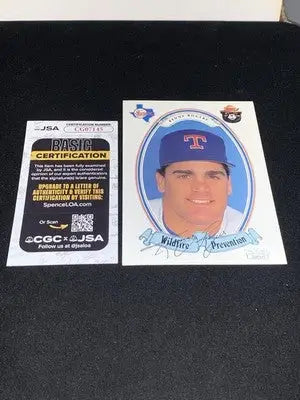 JSA
CERTIFICATION NUMBER
CG07145
BASIC
CERTIFICATION
This item has been fully examined
by JSA, and it is the considered
opinion of our expert authenticators
that the signature(s) is/are genuine.
UPGRADE TO A LETTER OF
AUTHENTICITY & VERIFY THIS
CERTIFICATION BY VISITING:
SpenceLOA.com
Or Scan
CGC x JSA
Follow us at @jsaloa
T
Wildfire Prevention